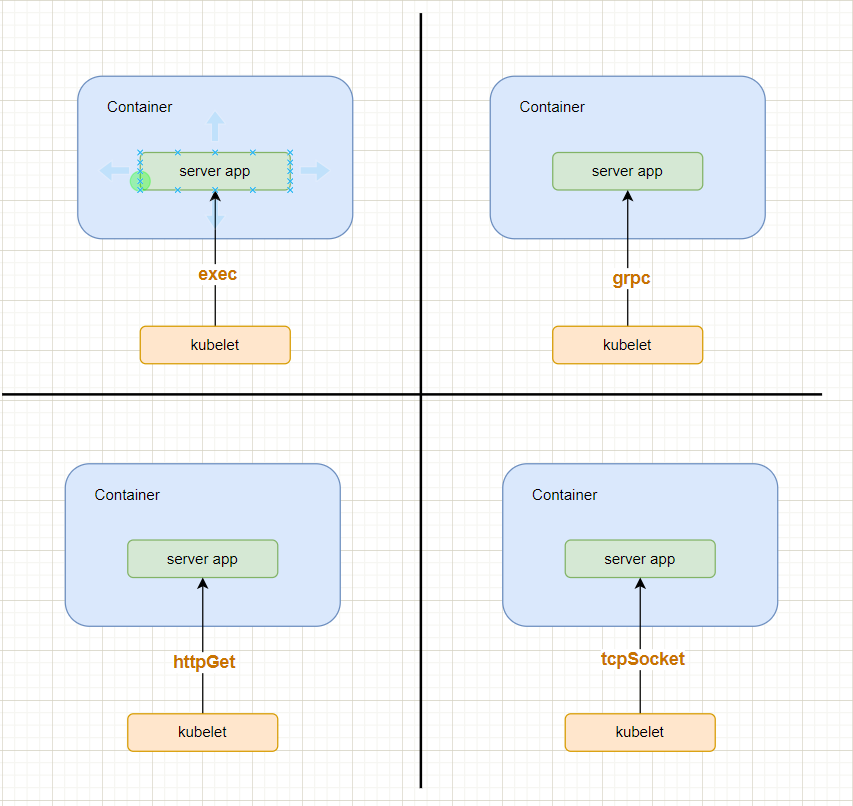 Container
server app
exec
kubelet
Container
server app
grpc
kubelet
Container
server app
httpGet
kubelet
Container
server app
tcpSocket
kubelet